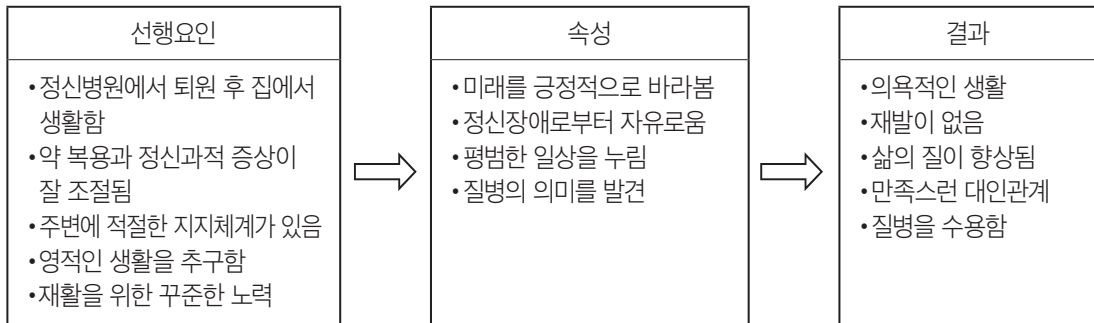 선행요인
•정신병원에서 퇴원 후 집에서
생활함
•약 복용과 정신과적 증상이
잘 조절됨
•주변에 적절한 지지체계가 있음
•영적인 생활을 추구함
•재활을 위한 꾸준한 노력
속성
•미래를 긍정적으로 바라봄
•정신장애로부터 자유로움
•평범한 일상을 누림
•질병의 의미를 발견
결과
•의욕적인 생활
•재발이 없음
•삶의 질이 향상됨
•만족스런 대인관계
•질병을 수용함